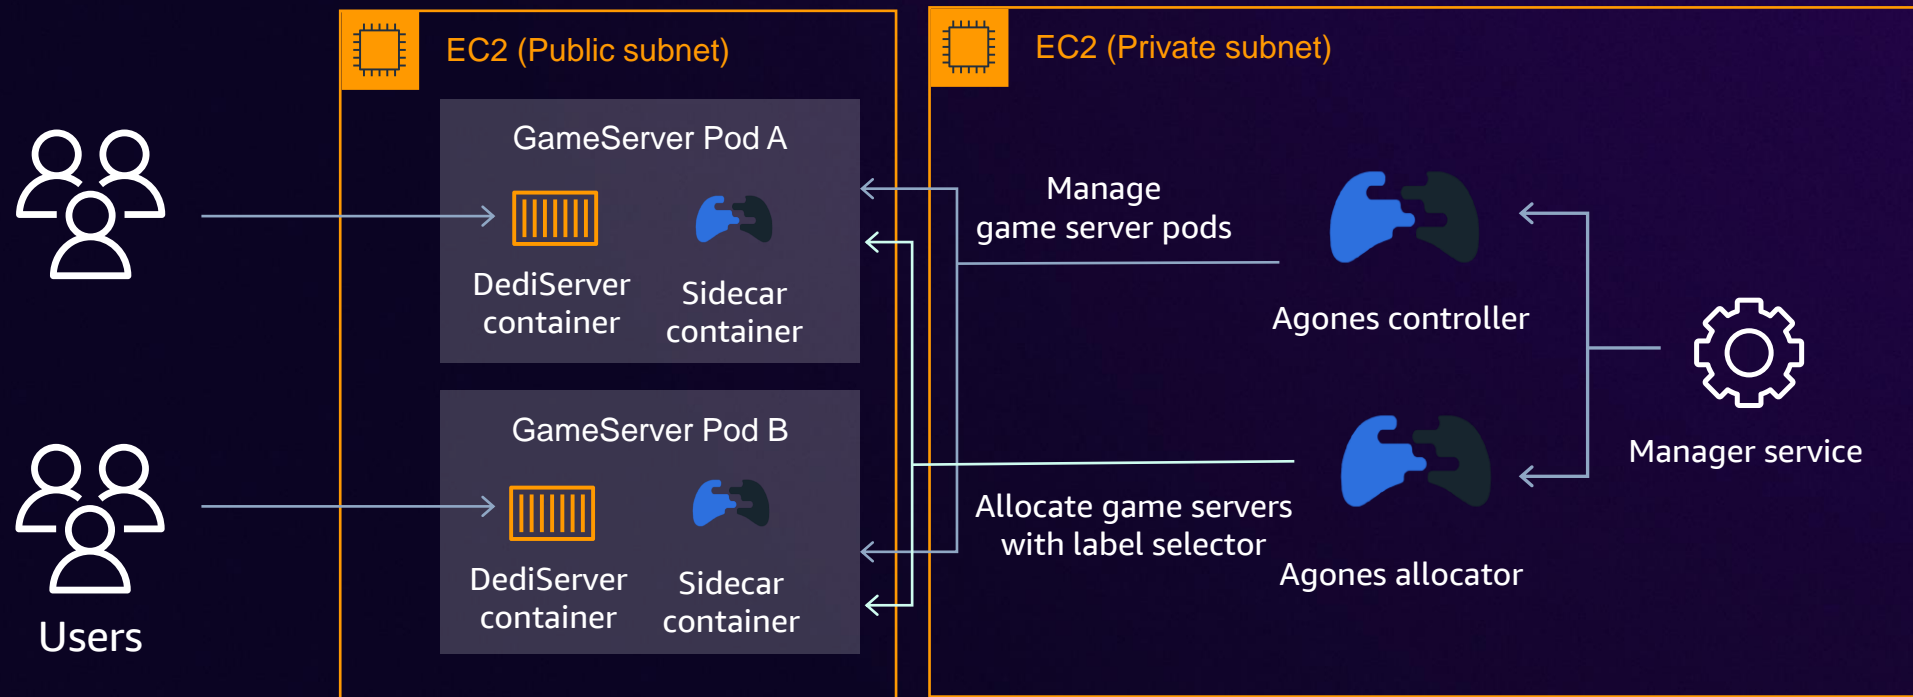 EC2 (Public subnet)
GameServer Pod A
DediServer
container
Sidecar
container
GameServer Pod B
DediServer
container
Sidecar
container
Users
EC2 (Private subnet)
Manage
game server pods
Agones controller
Allocate game servers
with label selector
Agones allocator
Manager service